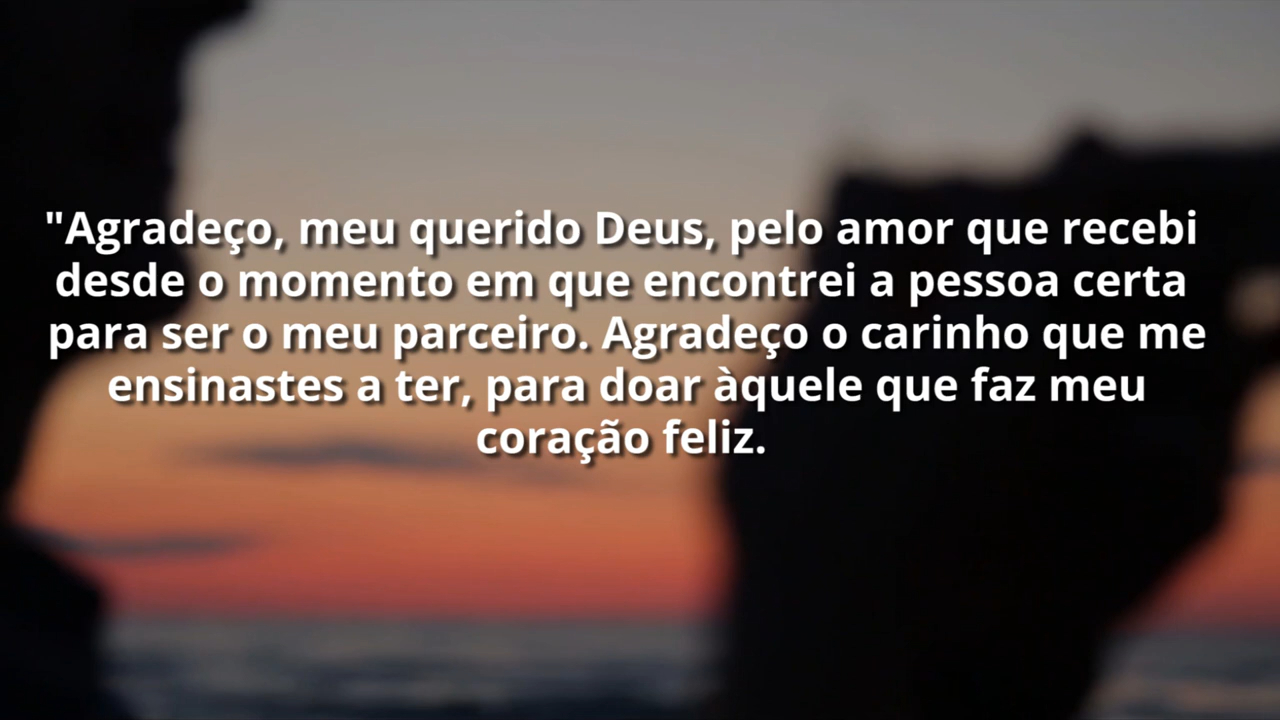 "Agradeço, meu querido Deus, pelo amor que recebi
desde o momento em que encontrei a pessoa certa
para ser o meu parceiro. Agradeço o carinho que me
ensinastes a ter, para doar àquele que faz meu
coração feliz.